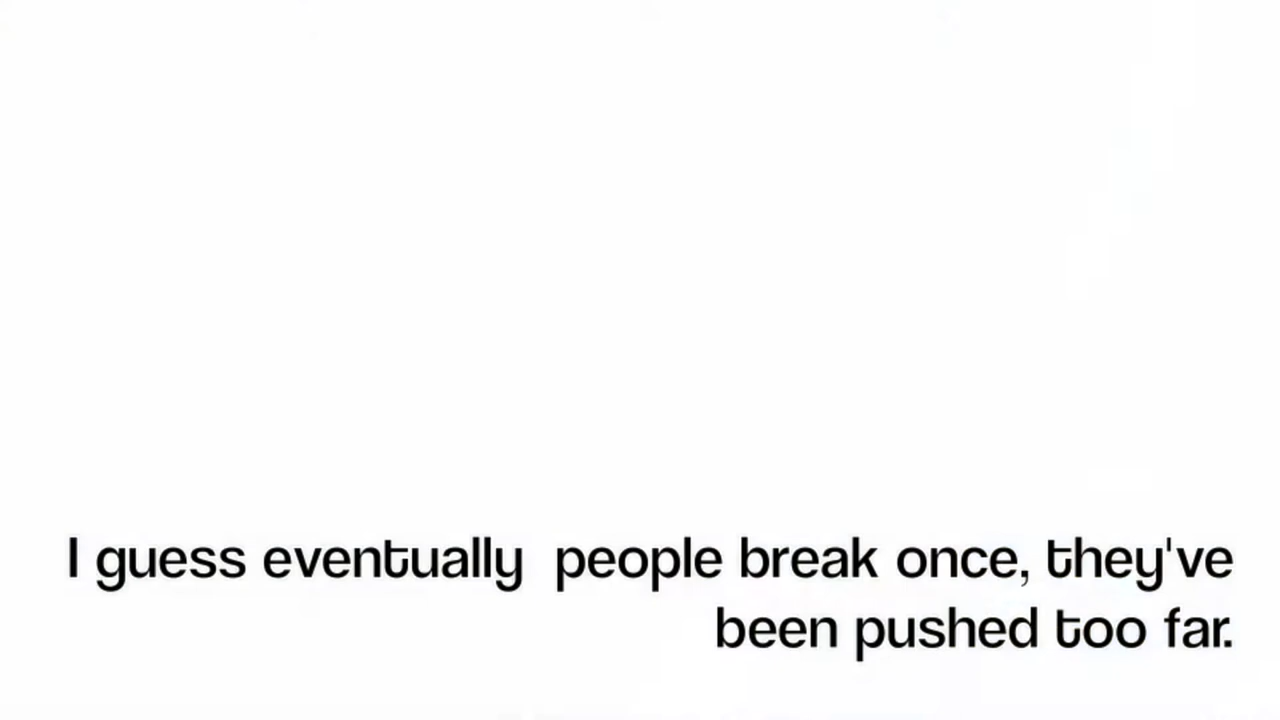 I guess eventually  people break once, they've
been pushed too far.